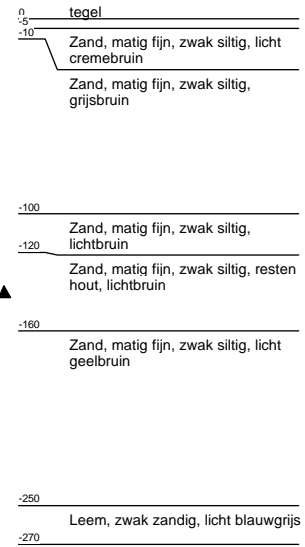 0 tegel
-5
-10
Zand, matig fijn, zwak siltig, licht
cremebruin
Zand, matig fijn, zwak siltig,
grijsbruin
-100
Zand, matig fijn, zwak siltig,
lichtbruin
-120
Zand, matig fijn, zwak siltig, resten
hout, lichtbruin
-160
Zand, matig fijn, zwak siltig, licht
geelbruin
-250
Leem, zwak zandig, licht blauwgrijs
-270